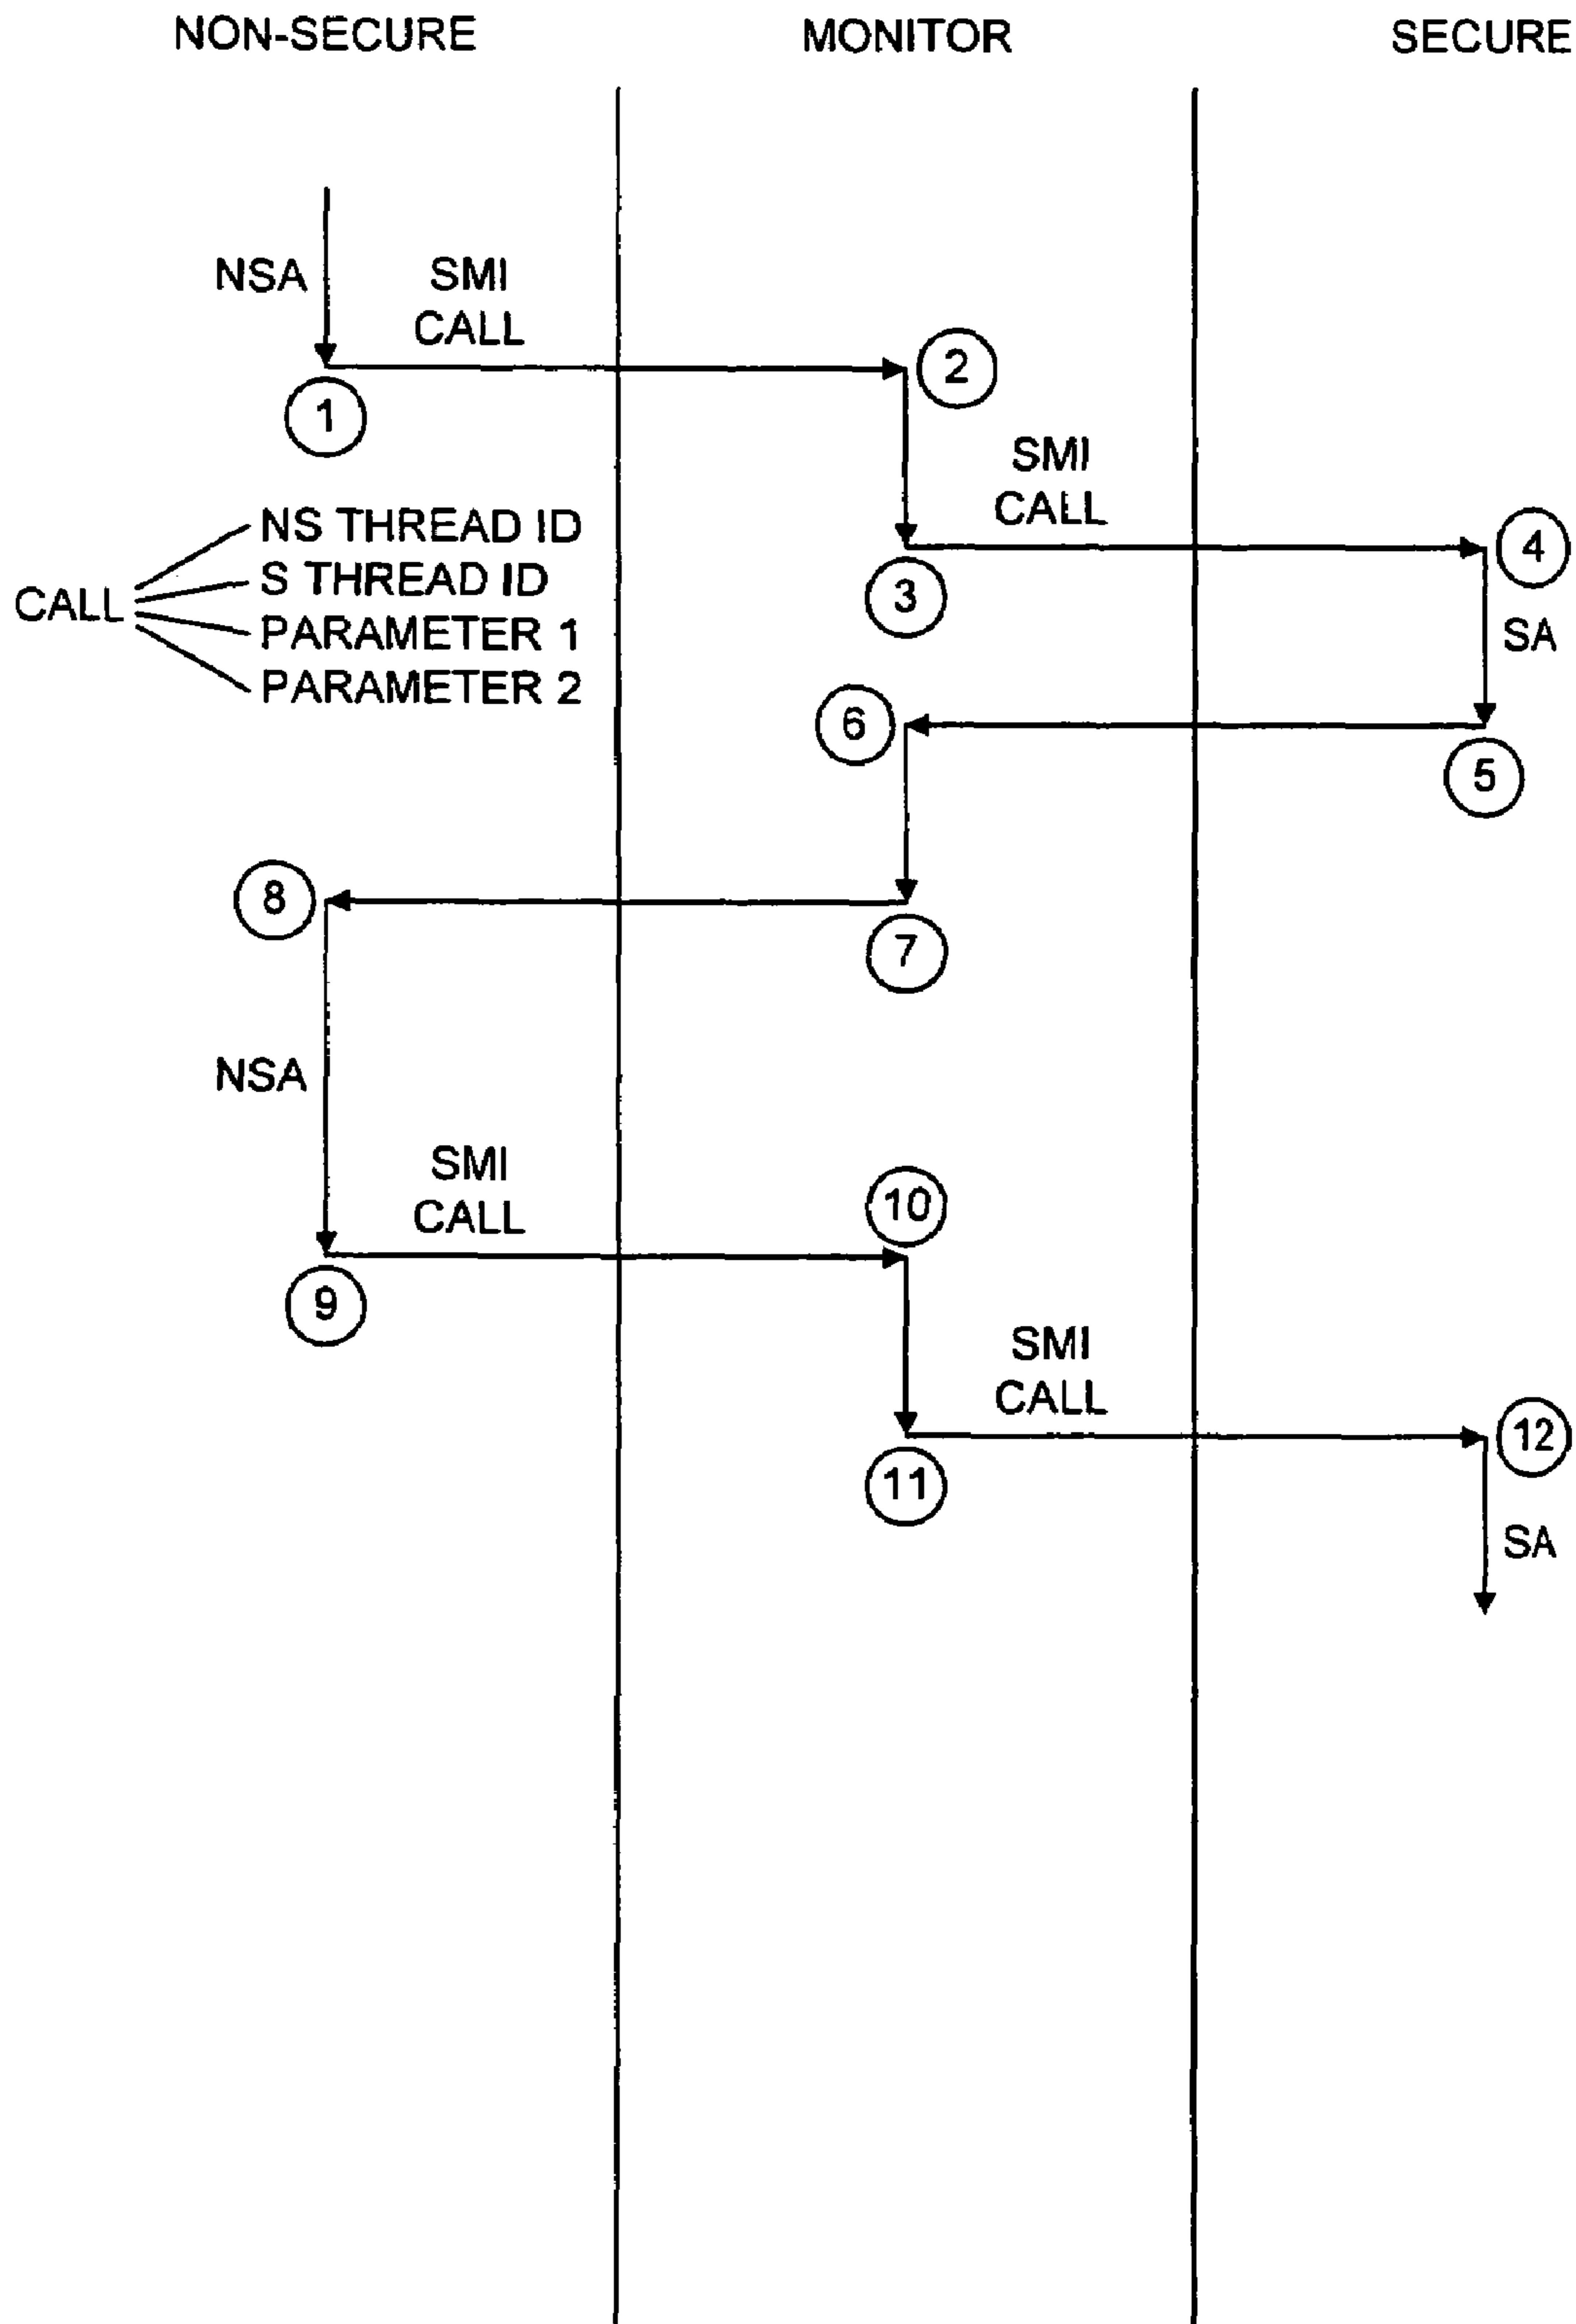 NON-SECURE
MONITOR
SECURE
NSA
SMI
CALL
2
1
SMI
CALL
4
3
NS THREAD ID
S THREAD ID
CALL
PARAMETER 1
PARAMETER 2
SA
6
5
8
7
NSA
SMI
CALL
10
9
SMI
CALL
12
11
SA